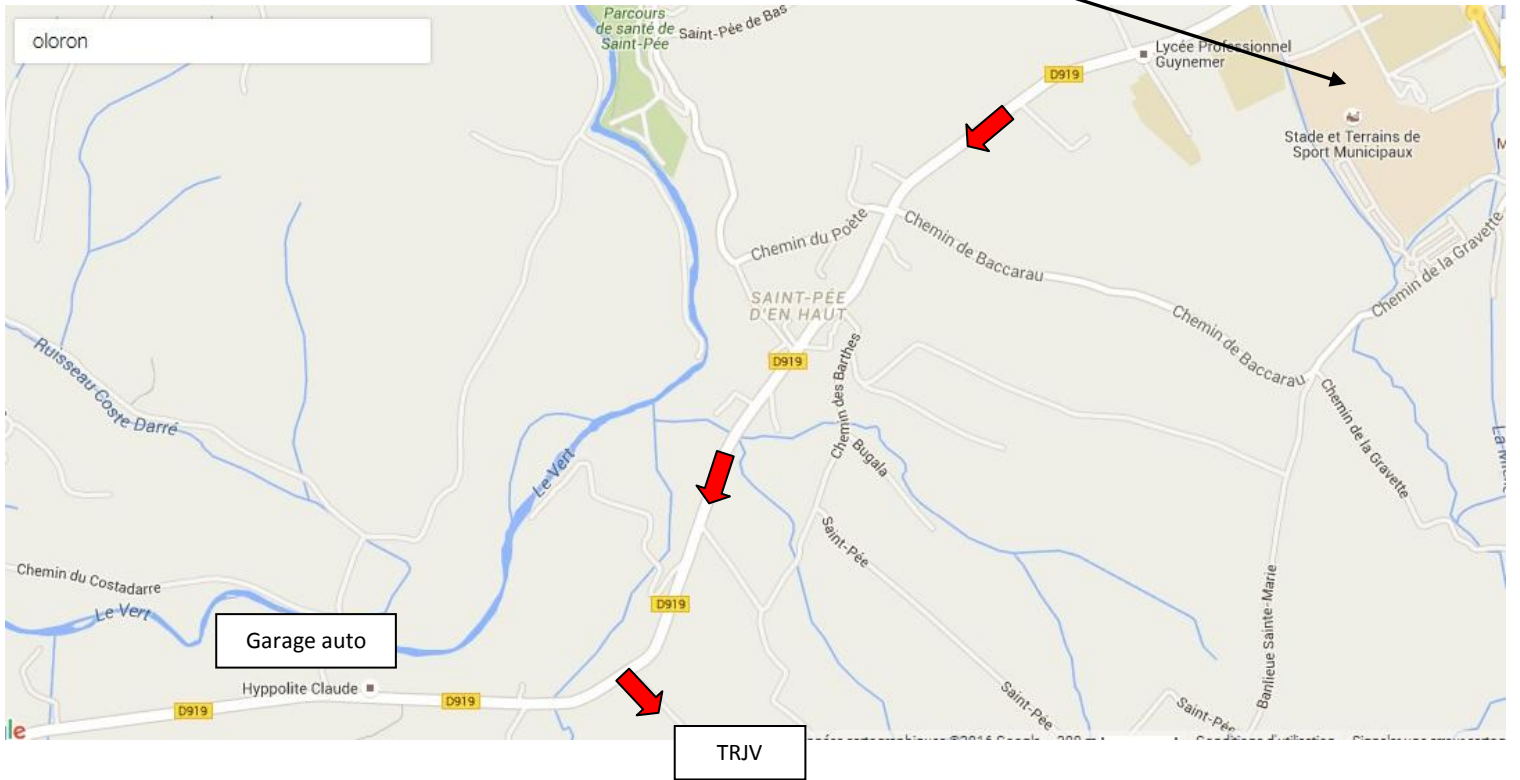 oloron
Parcours
de santé de
Saint-Pée
Saint-Pée de Bas
Lycée Professionnel
Guynemer
D919
Stade et Terrains de
Sport Municipaux
M
Chemin du Poète
Chemin de Baccarau
Chemin de la Gravette
SAINT-PÉE
D'EN HAUT
Chemin de Baccarau
D919
Ruisseau Coste Darré
Chemin des Barthes
Chemin de la Gravette
Bugala
Le Vert
Saint-Pée
Chemin du Costadarre
Le Vert
D919
Banlieue Sainte-Marie
Garage auto
Hyppolite Claude
D919
D919
Saint-Pée
Saint-Pée
le
TRJV